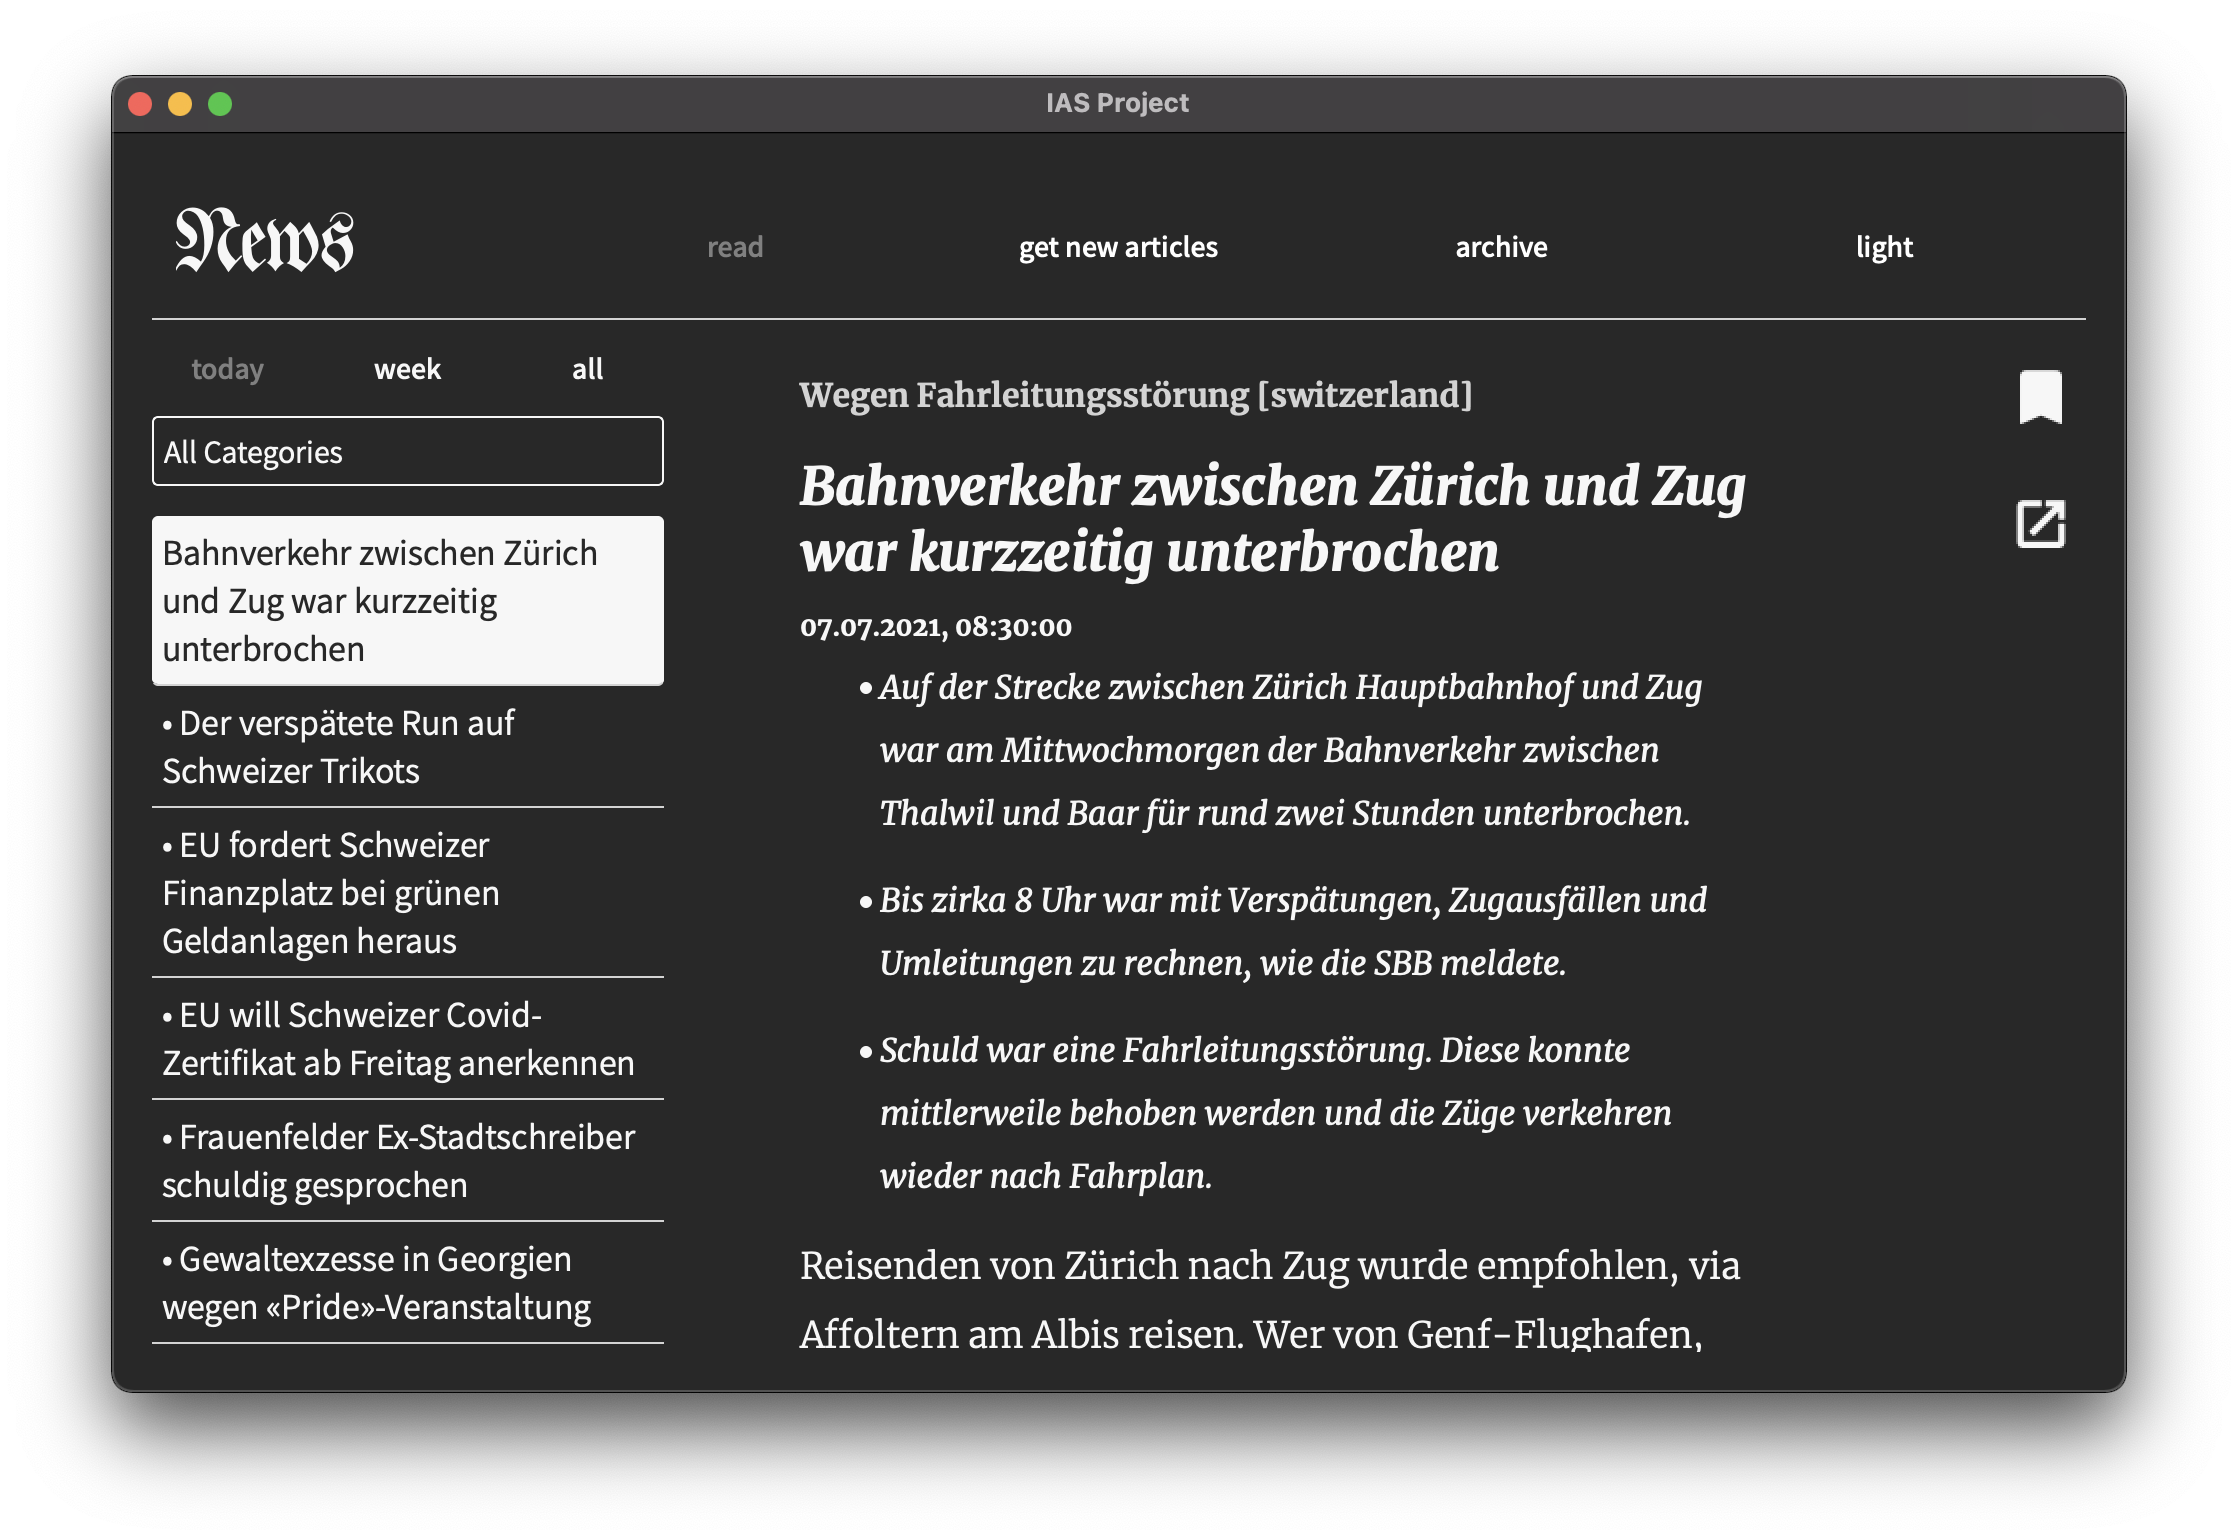 IAS Project
News
read
get new articles
archive
light
today
week
all
All Categories
Bahnverkehr zwischen Zürich
und Zug war kurzzeitig
unterbrochen
• Der verspätete Run auf
Schweizer Trikots
• EU fordert Schweizer
Finanzplatz bei grünen
Geldanlagen heraus
• EU will Schweizer Covid-
Zertifikat ab Freitag anerkennen
• Frauenfelder Ex-Stadtschreiber
schuldig gesprochen
• Gewaltexzesse in Georgien
wegen «Pride»-Veranstaltung
Wegen Fahrleitungsstörung [switzerland]
Bahnverkehr zwischen Zürich und Zug
war kurzzeitig unterbrochen
07.07.2021, 08:30:00
• Auf der Strecke zwischen Zürich Hauptbahnhof und Zug
war am Mittwochmorgen der Bahnverkehr zwischen
Thalwil und Baar für rund zwei Stunden unterbrochen.
• Bis zirka 8 Uhr war mit Verspätungen, Zugausfällen und
Umleitungen zu rechnen, wie die SBB meldete.
• Schuld war eine Fahrleitungsstörung. Diese konnte
mittlerweile behoben werden und die Züge verkehren
wieder nach Fahrplan.
Reisenden von Zürich nach Zug wurde empfohlen, via
Affoltern am Albis reisen. Wer von Genf-Flughafen,